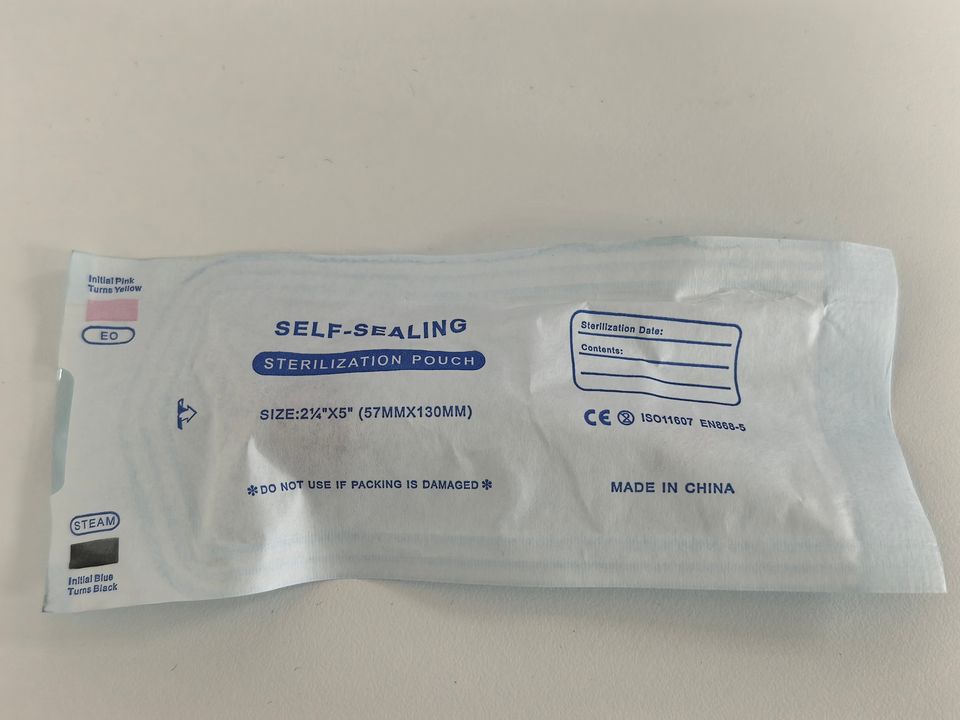 Initial Pink
Turns Yellow
EO
SELF-SEALING
STERILIZATION POUCH
SIZE:2¼"X5" (57MMX130MM)
*DO NOT USE IF PACKING IS DAMAGED*
STEAM
Initial Blue
Turns Black
Sterilization Date:
Contents:
CE ISO11607 EN868-5
MADE IN CHINA